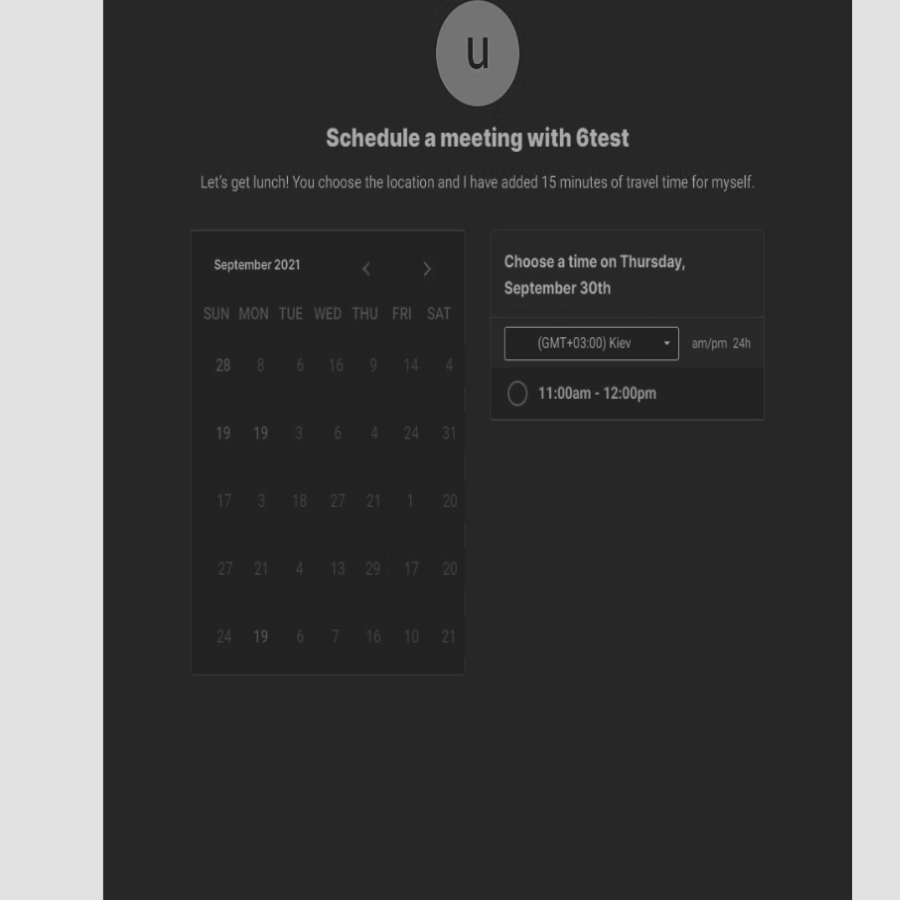 u
Schedule a meeting with 6test
Let's get lunch! You choose the location and I have added 15 minutes of travel time for myself.
September 2021
SUN MON TUE WED THU FRI SAT
28 8 6 16 9 14 4
19 19 3 6 4 24 31
17 3 18 27 21 1 20
27 21 4 13 29 17 20
24 19 6 7 16 10 21
Choose a time on Thursday,
September 30th
(GMT+03:00) Kiev am/pm 24h
11:00am - 12:00pm